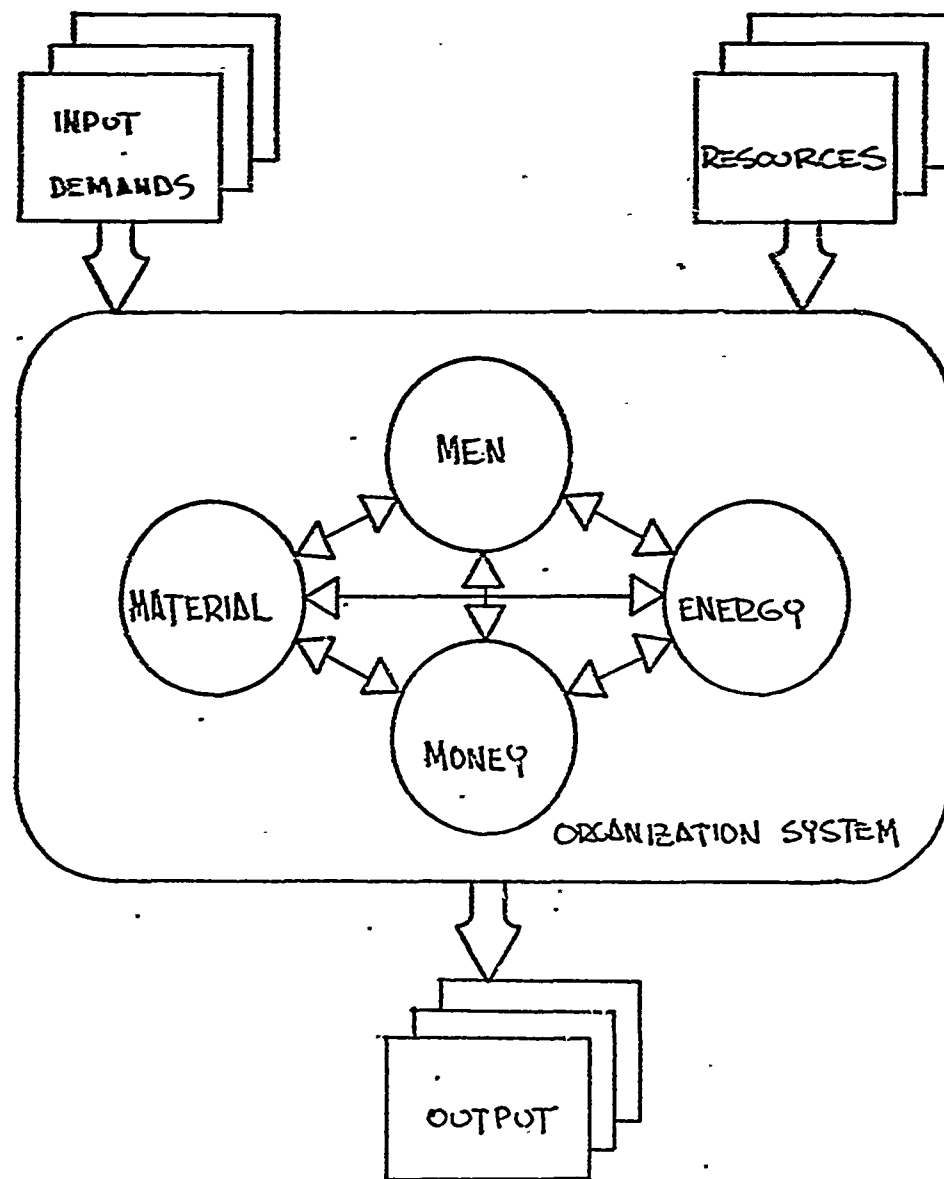 INPUT
DEMANDS
RESOURCES
MEN
MATERIAL
ENERGY
MONEY
ORGANIZATION SYSTEM
OUTPUT